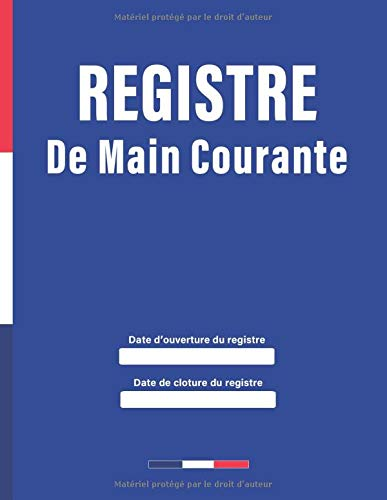 Matériel protégé par le droit d'auteur
REGISTRE
De Main Courante
Date d'ouverture du registre
Date de cloture du registre
Matériel protégé par le droit d'auteur